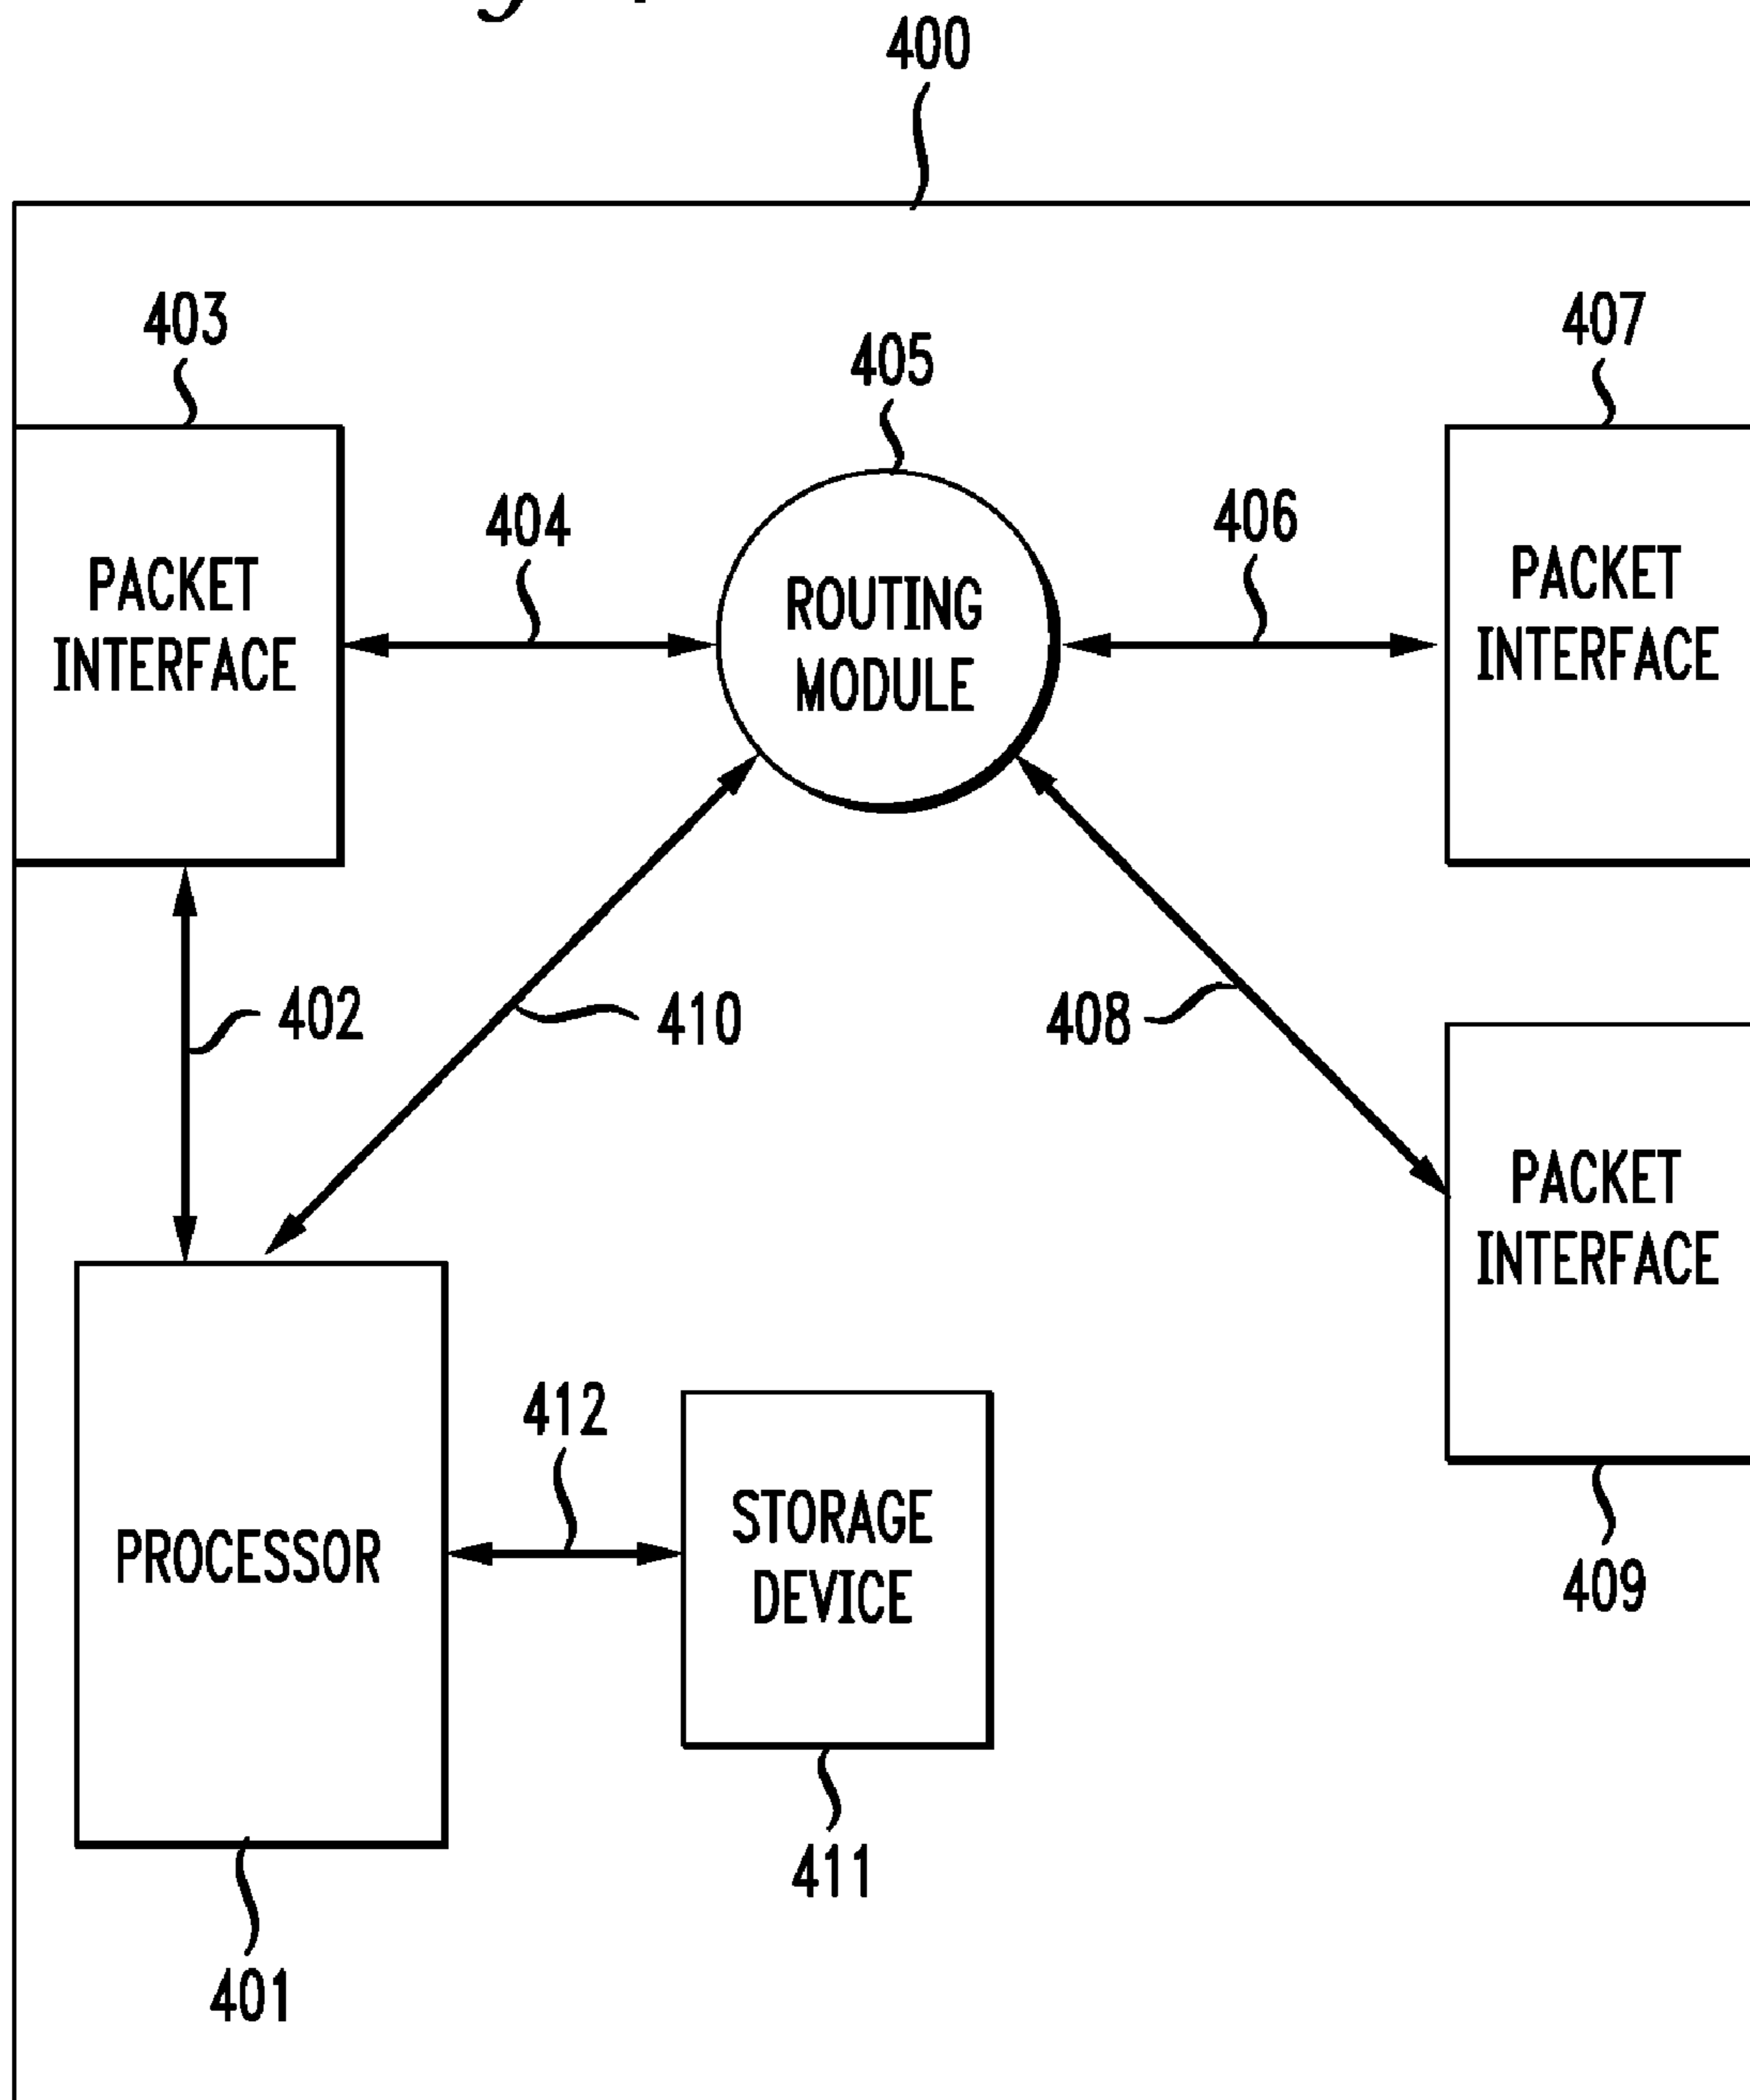 400
403
405
407
404
406
PACKET
INTERFACE
ROUTING
MODULE
PACKET
INTERFACE
402
410
408
PACKET
INTERFACE
412
PROCESSOR
STORAGE
DEVICE
409
411
401